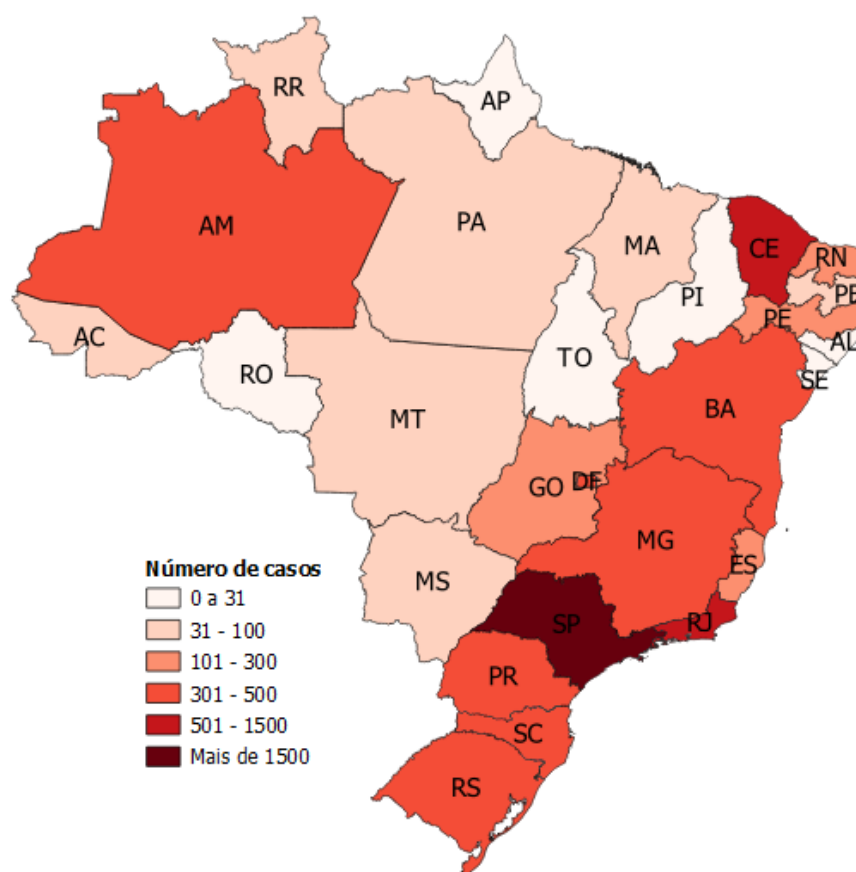 RR
AP
AM
PA
MA
CE
RN
PB
PI
PE
AC
AL
TO
SE
RO
BA
MT
GO
DF
MG
ES
MS
SP
RJ
PR
SC
RS
Número de casos
0 a 31
31 - 100
101 - 300
301 - 500
501 - 1500
Mais de 1500